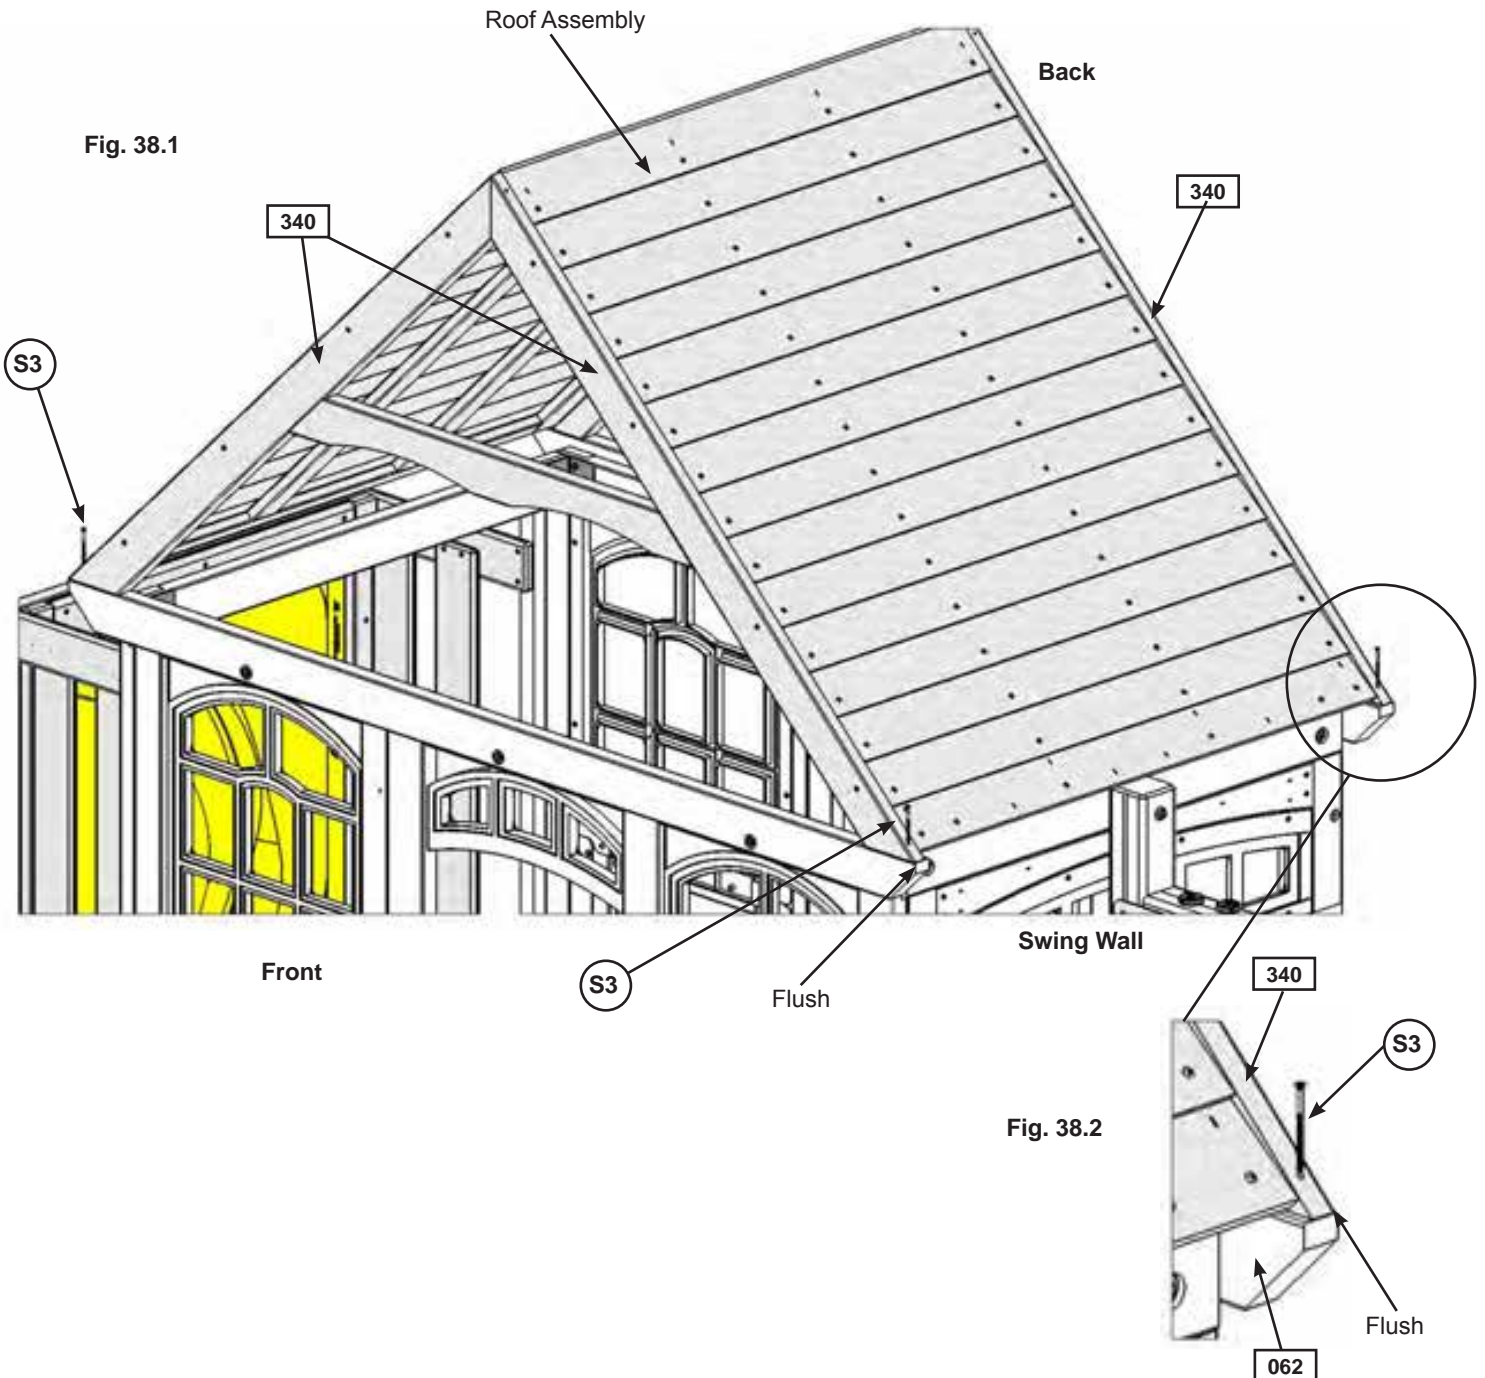 Roof Assembly
Back
Fig. 38.1
340
340
S3
Swing Wall
Front
S3
Flush
340
S3
Fig. 38.2
Flush
062